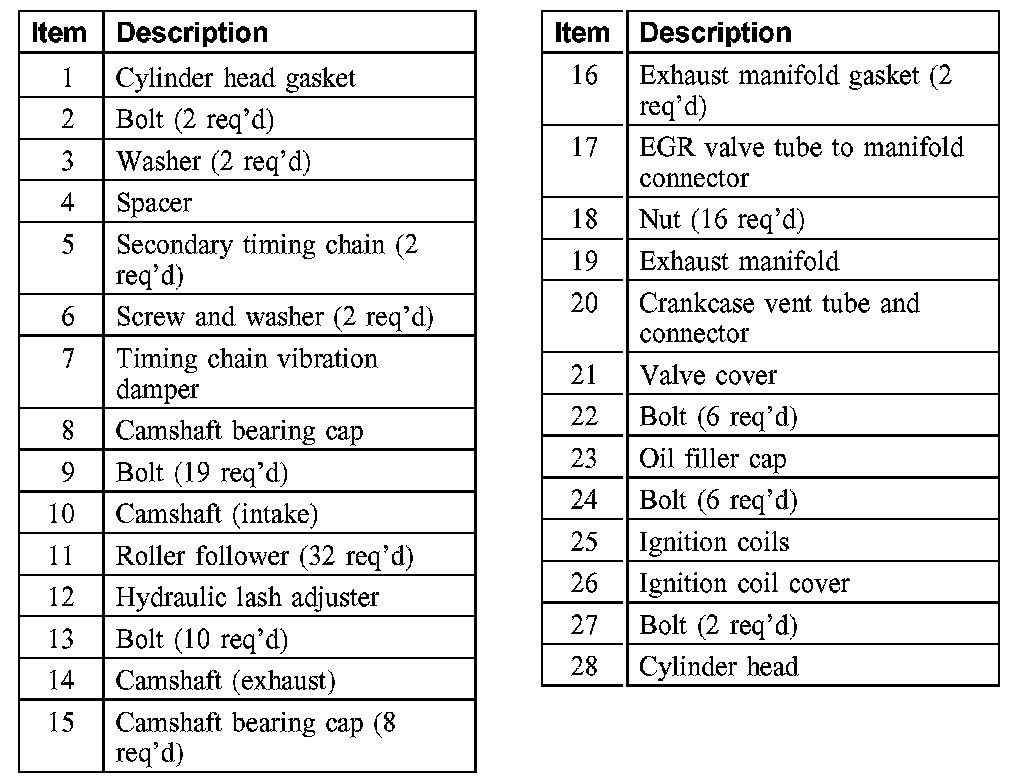 Item Description
1 Cylinder head gasket
2 Bolt (2 req’d)
3 Washer (2 req’d)
4 Spacer
5 Secondary timing chain (2
req’d)
6 Screw and washer (2 req’d)
7 Timing chain vibration
damper
8 Camshaft bearing cap
9 Bolt (19 req’d)
10 Camshaft (intake)
11 Roller follower (32 req’d)
12 Hydraulic lash adjuster
13 Bolt (10 req’d)
14 Camshaft (exhaust)
15 Camshaft bearing cap (8
req’d)
Item Description
16 Exhaust manifold gasket (2
req’d)
17 EGR valve tube to manifold
connector
18 Nut (16 req’d)
19 Exhaust manifold
20 Crankcase vent tube and
connector
21 Valve cover
22 Bolt (6 req’d)
23 Oil filler cap
24 Bolt (6 req’d)
25 Ignition coils
26 Ignition coil cover
27 Bolt (2 req’d)
28 Cylinder head